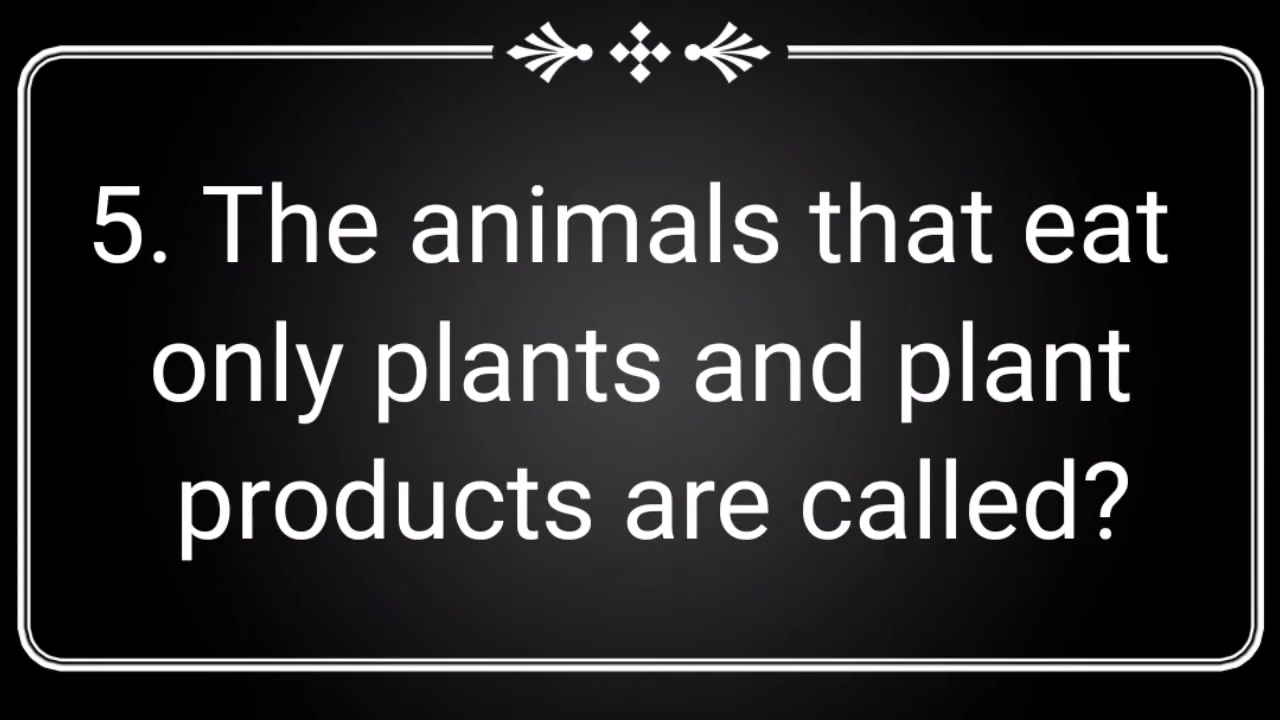 5. The animals that eat
only plants and plant
products are called?